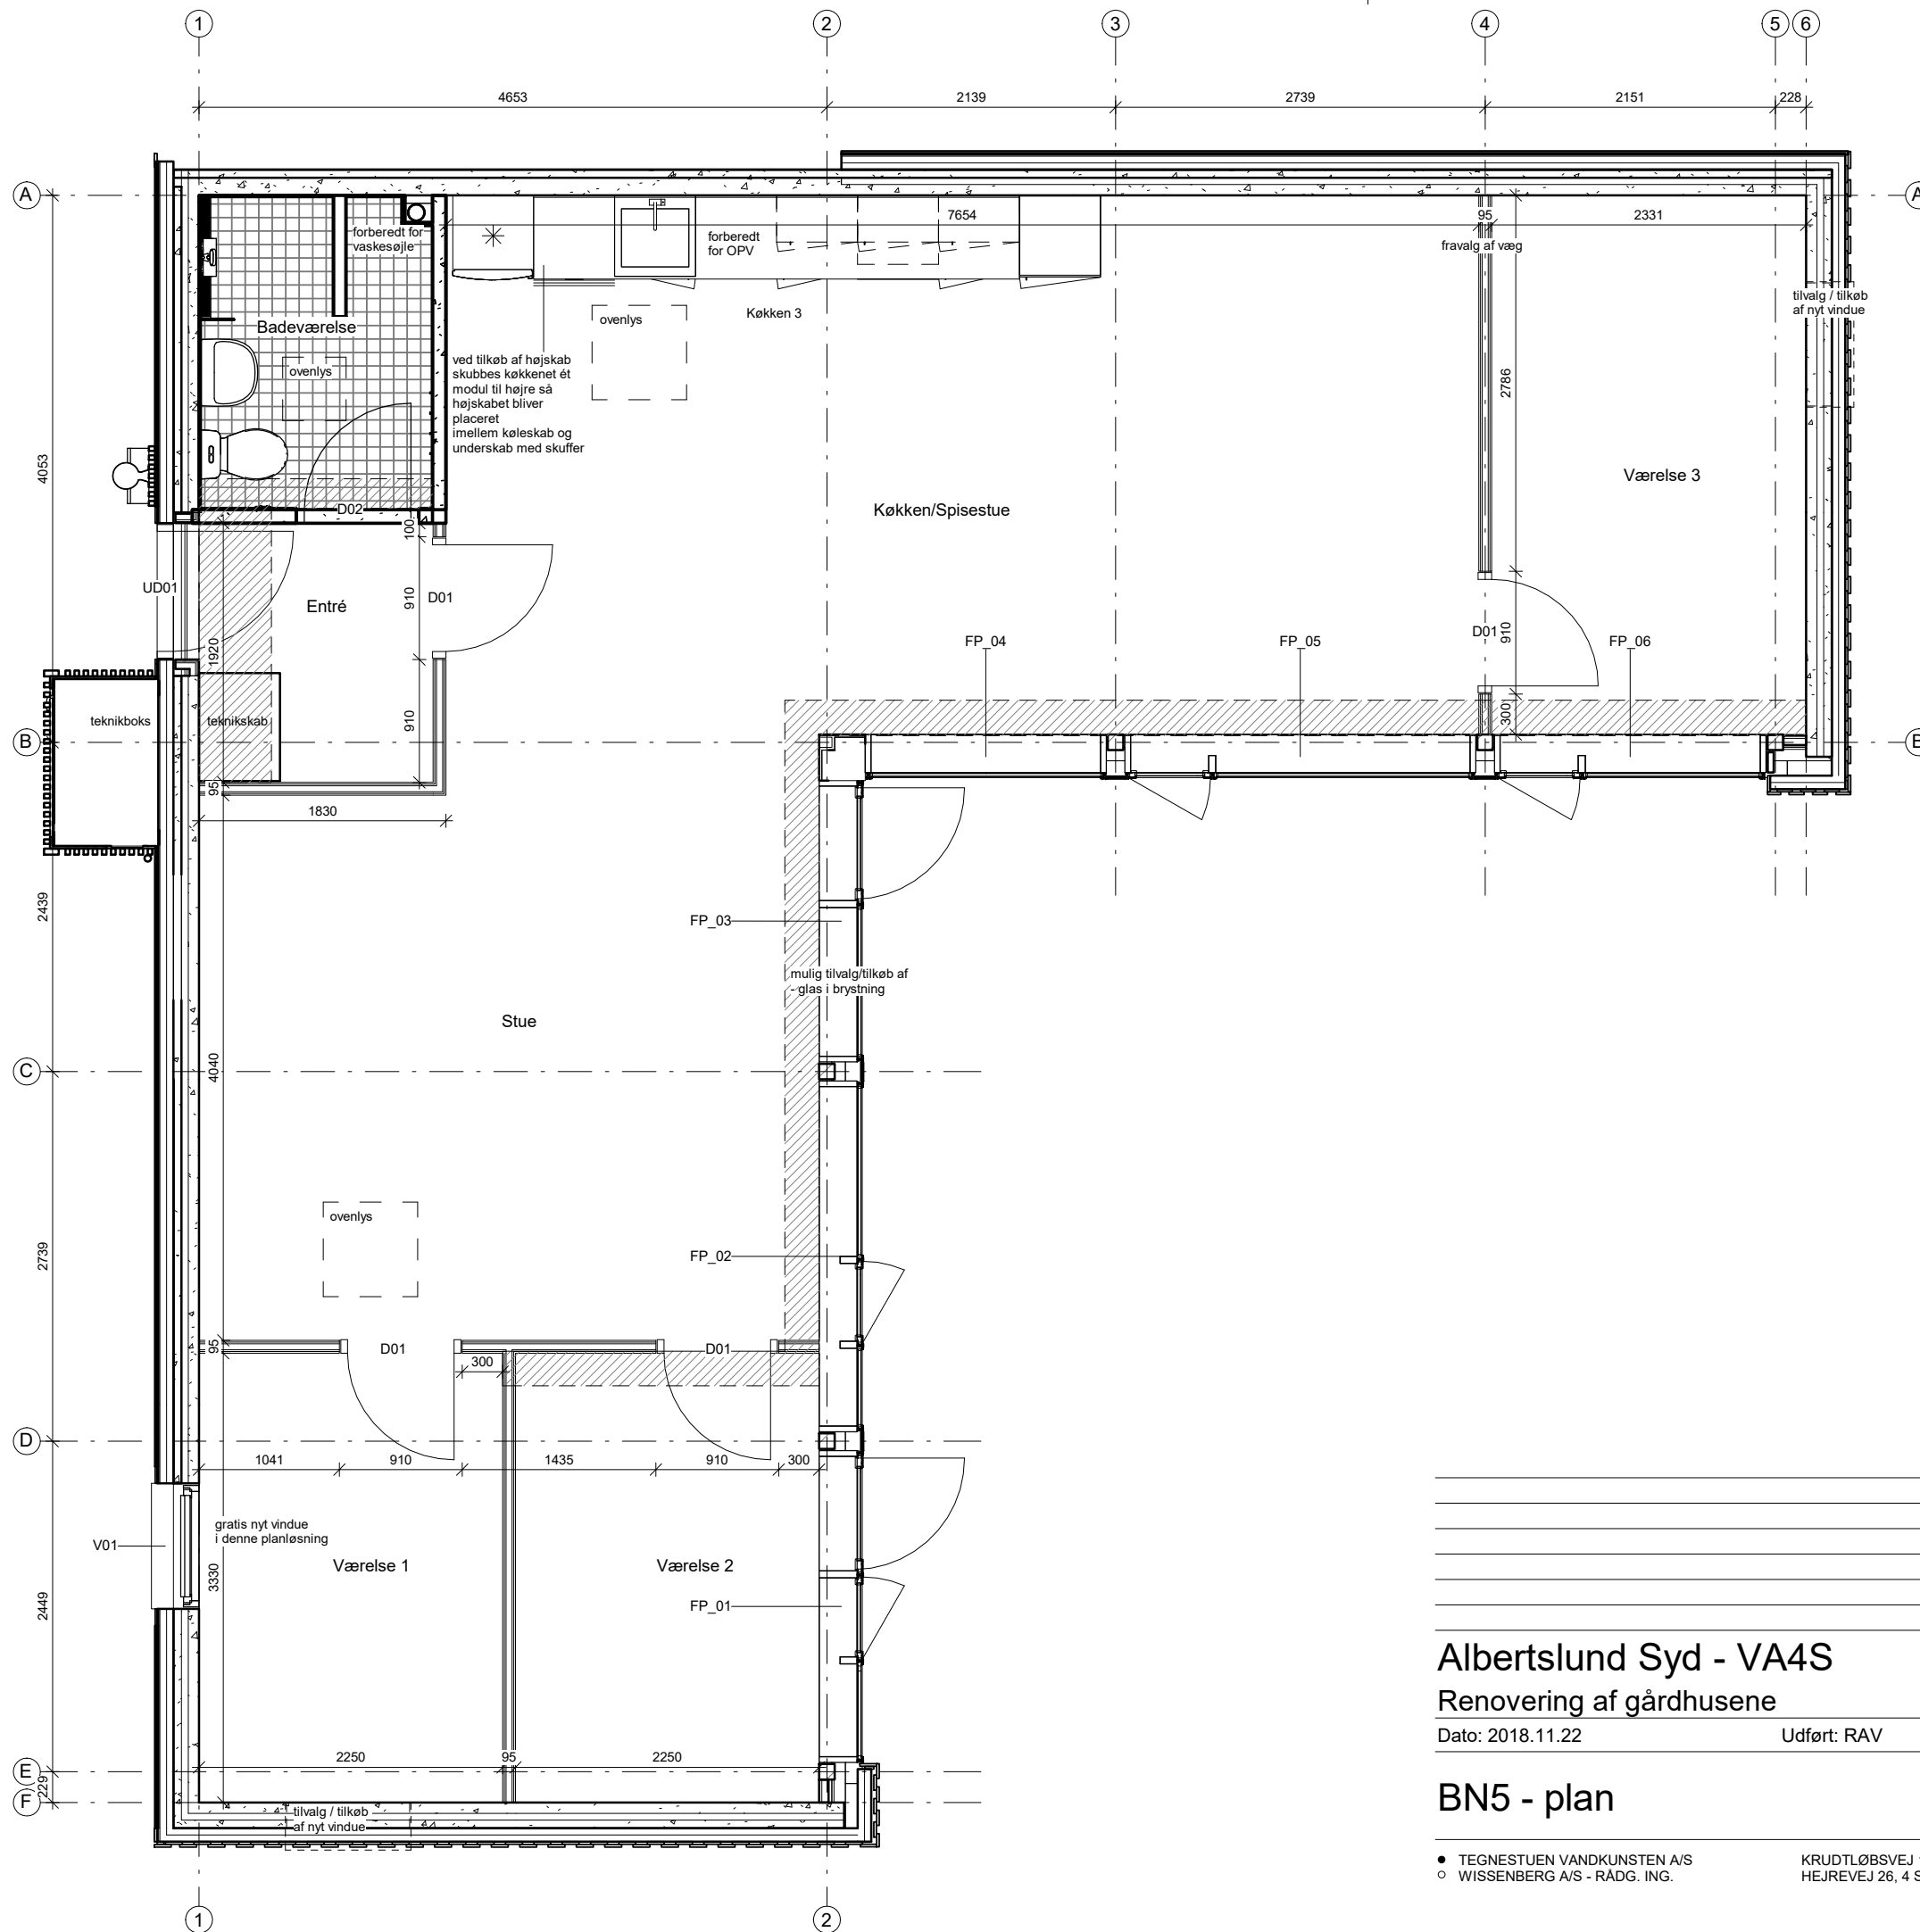 1
2
3
4
5
6
4653
2139
2739
2151
228
A
A
7654
95
2331
forberedt for
vaskesøjle
forberedt
for OPV
fravalg af væg
tilvalg / tilkøb
af nyt vindue
ovenlys
Køkken 3
Badeværelse
ovenlys
ved tilkøb af højskab
skubbes køkkenet ét
modul til højre så
højskabet bliver
placeret
imellem køleskab og
underskab med skuffer
2786
4053
Værelse 3
Køkken/Spisestue
D02
100
UD01
Entré
910
D01
1920
FP_04
FP_05
D01
910
FP_06
teknikboks
teknikskab
910
300
B
95
1830
2439
FP_03
mulig tilvalg/tilkøb af
- glas i brystning
Stue
C
4040
ovenlys
2739
FP_02
95
D01
D01
300
D
1041
910
1435
910
300
gratis nyt vindue
i denne planløsning
V01
Værelse 1
Værelse 2
3330
2449
FP_01
2250
95
2250
E
229
F
tilvalg / tilkøb
af nyt vindue
1
2
Albertslund Syd - VA4S
Renovering af gårdhusene
Dato: 2018.11.22
Udført: RAV
BN5 - plan
TEGNESTUEN VANDKUNSTEN A/S
KRUDTLØBSVEJ
WISSENBERG A/S - RÅDG. ING.
HEJREVEJ 26, 4 S